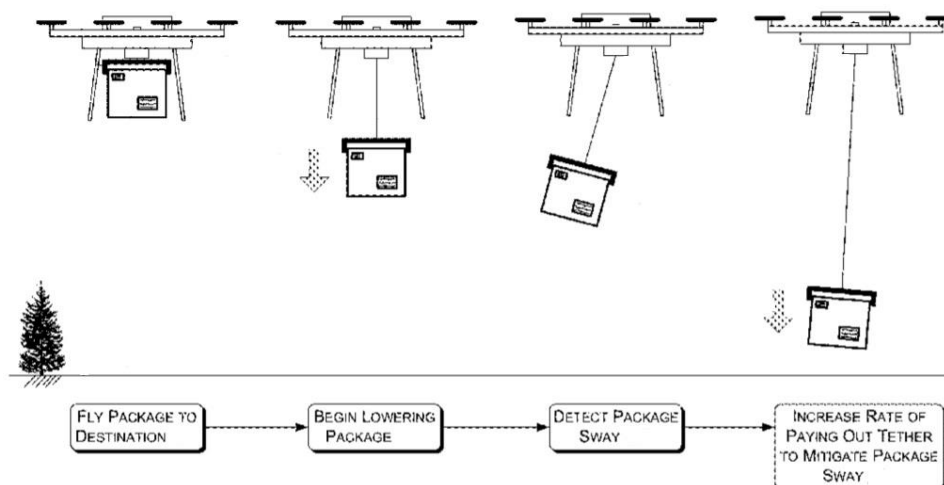 FLY PACKAGE TO
DESTINATION
BEGIN LOWERING
PACKAGE
DETECT PACKAGE
SWAY
INCREASE RATE OF
PAYING OUT TETHER
TO MITIGATE PACKAGE
SWAY